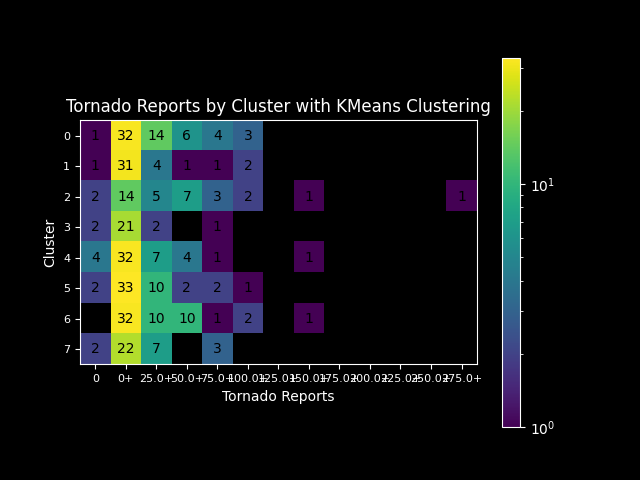 Tornado Reports by Cluster with KMeans Clustering
0 1 32 14 6 4 3
1 1 31 4 1 1 2
2 2 14 5 7 3 2 1 1
3 2 21 2 1
4 4 32 7 4 1 1
5 2 33 10 2 2 1
6 32 10 10 1 2 1
7 2 22 7 3
0 0+ 25.0+ 50.0+ 75.0+ 100.0+ 125.0+ 150.0+ 175.0+ 200.0+ 225.0+ 250.0+ 275.0+
Tornado Reports
Cluster
10¹
10⁰